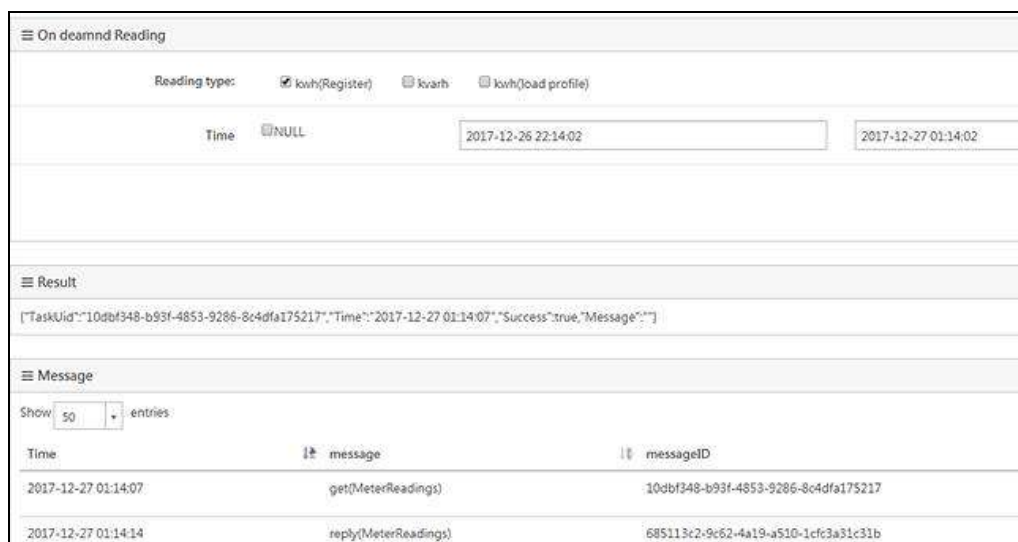 On deamnd Reading
Reading type: kwh(Register) kvarh kwh(load profile)
Time NULL 2017-12-26 22:14:02 2017-12-27 01:14:02
Result
{"TaskUid":"10dbf348-b93f-4853-9286-8c4dfa175217","Time":"2017-12-27 01:14:07","Success":true,"Message":""}
Message
Show 50 entries
Time message messageID
2017-12-27 01:14:07 get(MeterReadings) 10dbf348-b93f-4853-9286-8c4dfa175217
2017-12-27 01:14:14 reply(MeterReadings) 685113c2-9c62-4a19-a510-1cfc3a31c31b